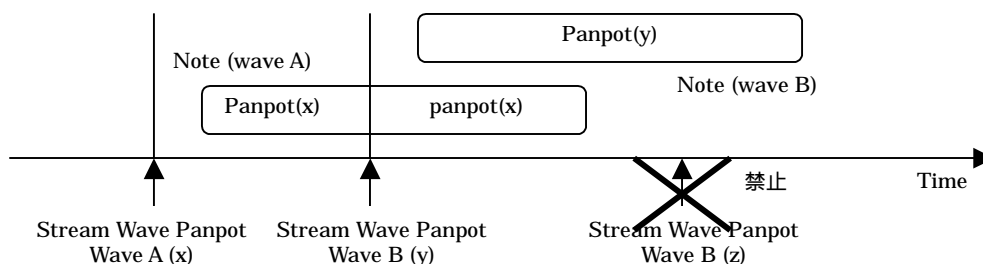 Panpot(y)
Note (wave A)
Note (wave B)
Panpot(x)
panpot(x)
禁止
Time
Stream Wave Panpot
Wave A (x)
Stream Wave Panpot
Wave B (y)
Stream Wave Panpot
Wave B (z)